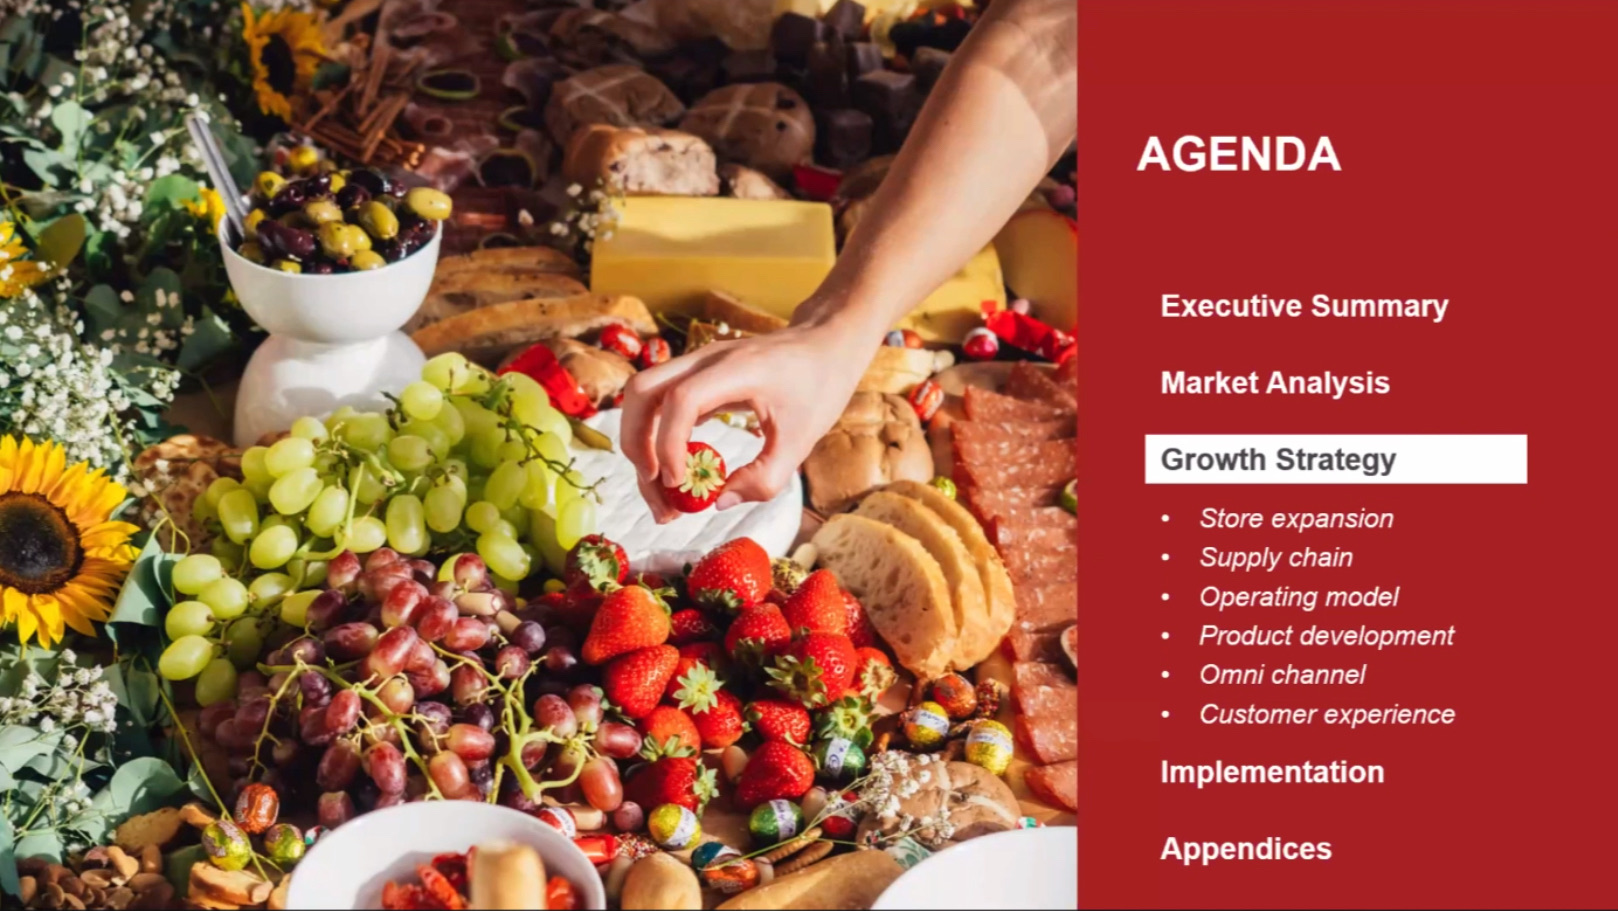 AGENDA
Executive Summary
Market Analysis
Growth Strategy
• Store expansion
• Supply chain
• Operating model
• Product development
• Omni channel
• Customer experience
Implementation
Appendices